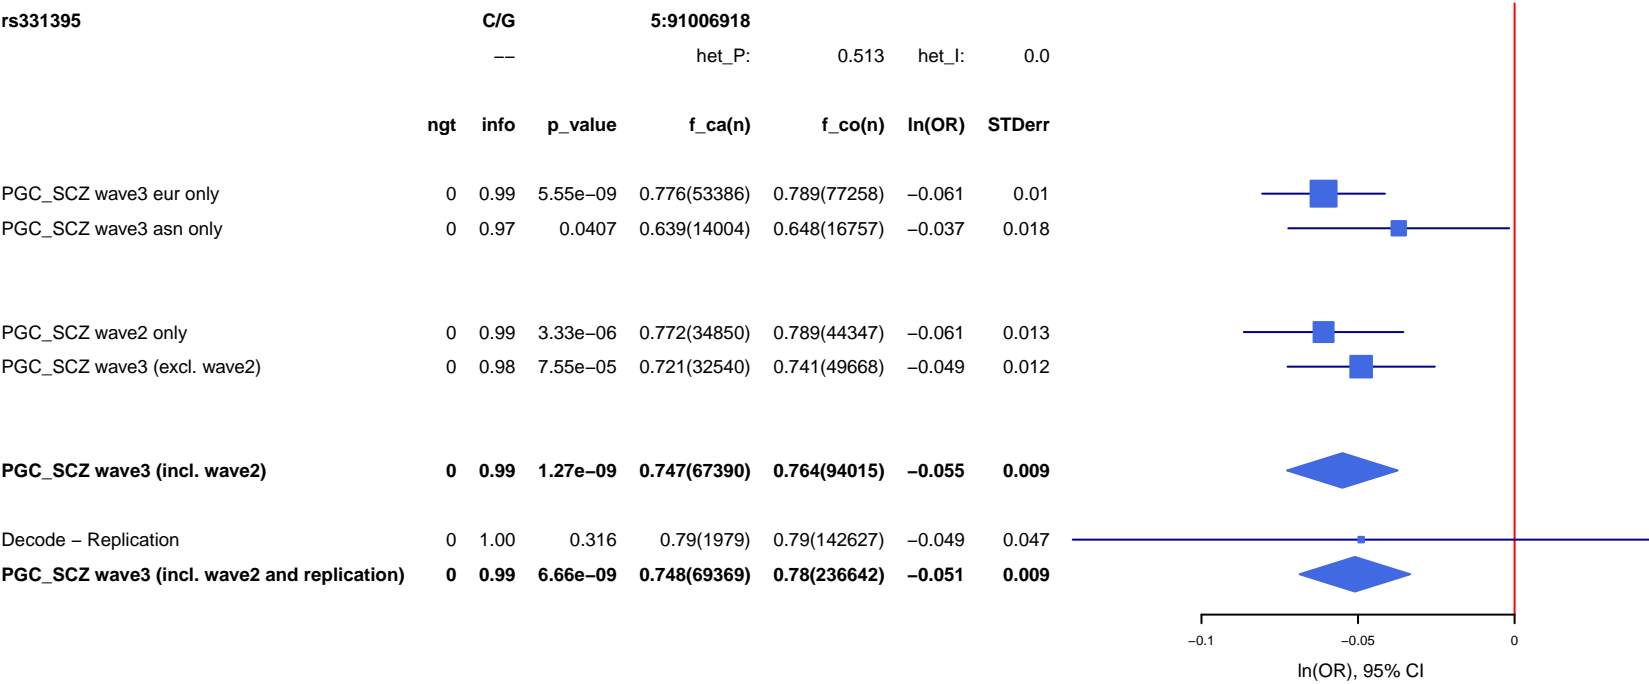 rs331395 C/G 5:91006918
−− het_P: 0.513 het_I: 0.0
ngt info p_value f_ca(n) f_co(n) ln(OR) STDerr
PGC_SCZ wave3 eur only 0 0.99 5.55e−09 0.776(53386) 0.789(77258) −0.061 0.01
PGC_SCZ wave3 asn only 0 0.97 0.0407 0.639(14004) 0.648(16757) −0.037 0.018
PGC_SCZ wave2 only 0 0.99 3.33e−06 0.772(34850) 0.789(44347) −0.061 0.013
PGC_SCZ wave3 (excl. wave2) 0 0.98 7.55e−05 0.721(32540) 0.741(49668) −0.049 0.012
PGC_SCZ wave3 (incl. wave2) 0 0.99 1.27e−09 0.747(67390) 0.764(94015) −0.055 0.009
Decode − Replication 0 1.00 0.316 0.79(1979) 0.79(142627) −0.049 0.047
PGC_SCZ wave3 (incl. wave2 and replication) 0 0.99 6.66e−09 0.748(69369) 0.78(236642) −0.051 0.009
−0.1 −0.05 0
ln(OR), 95% CI